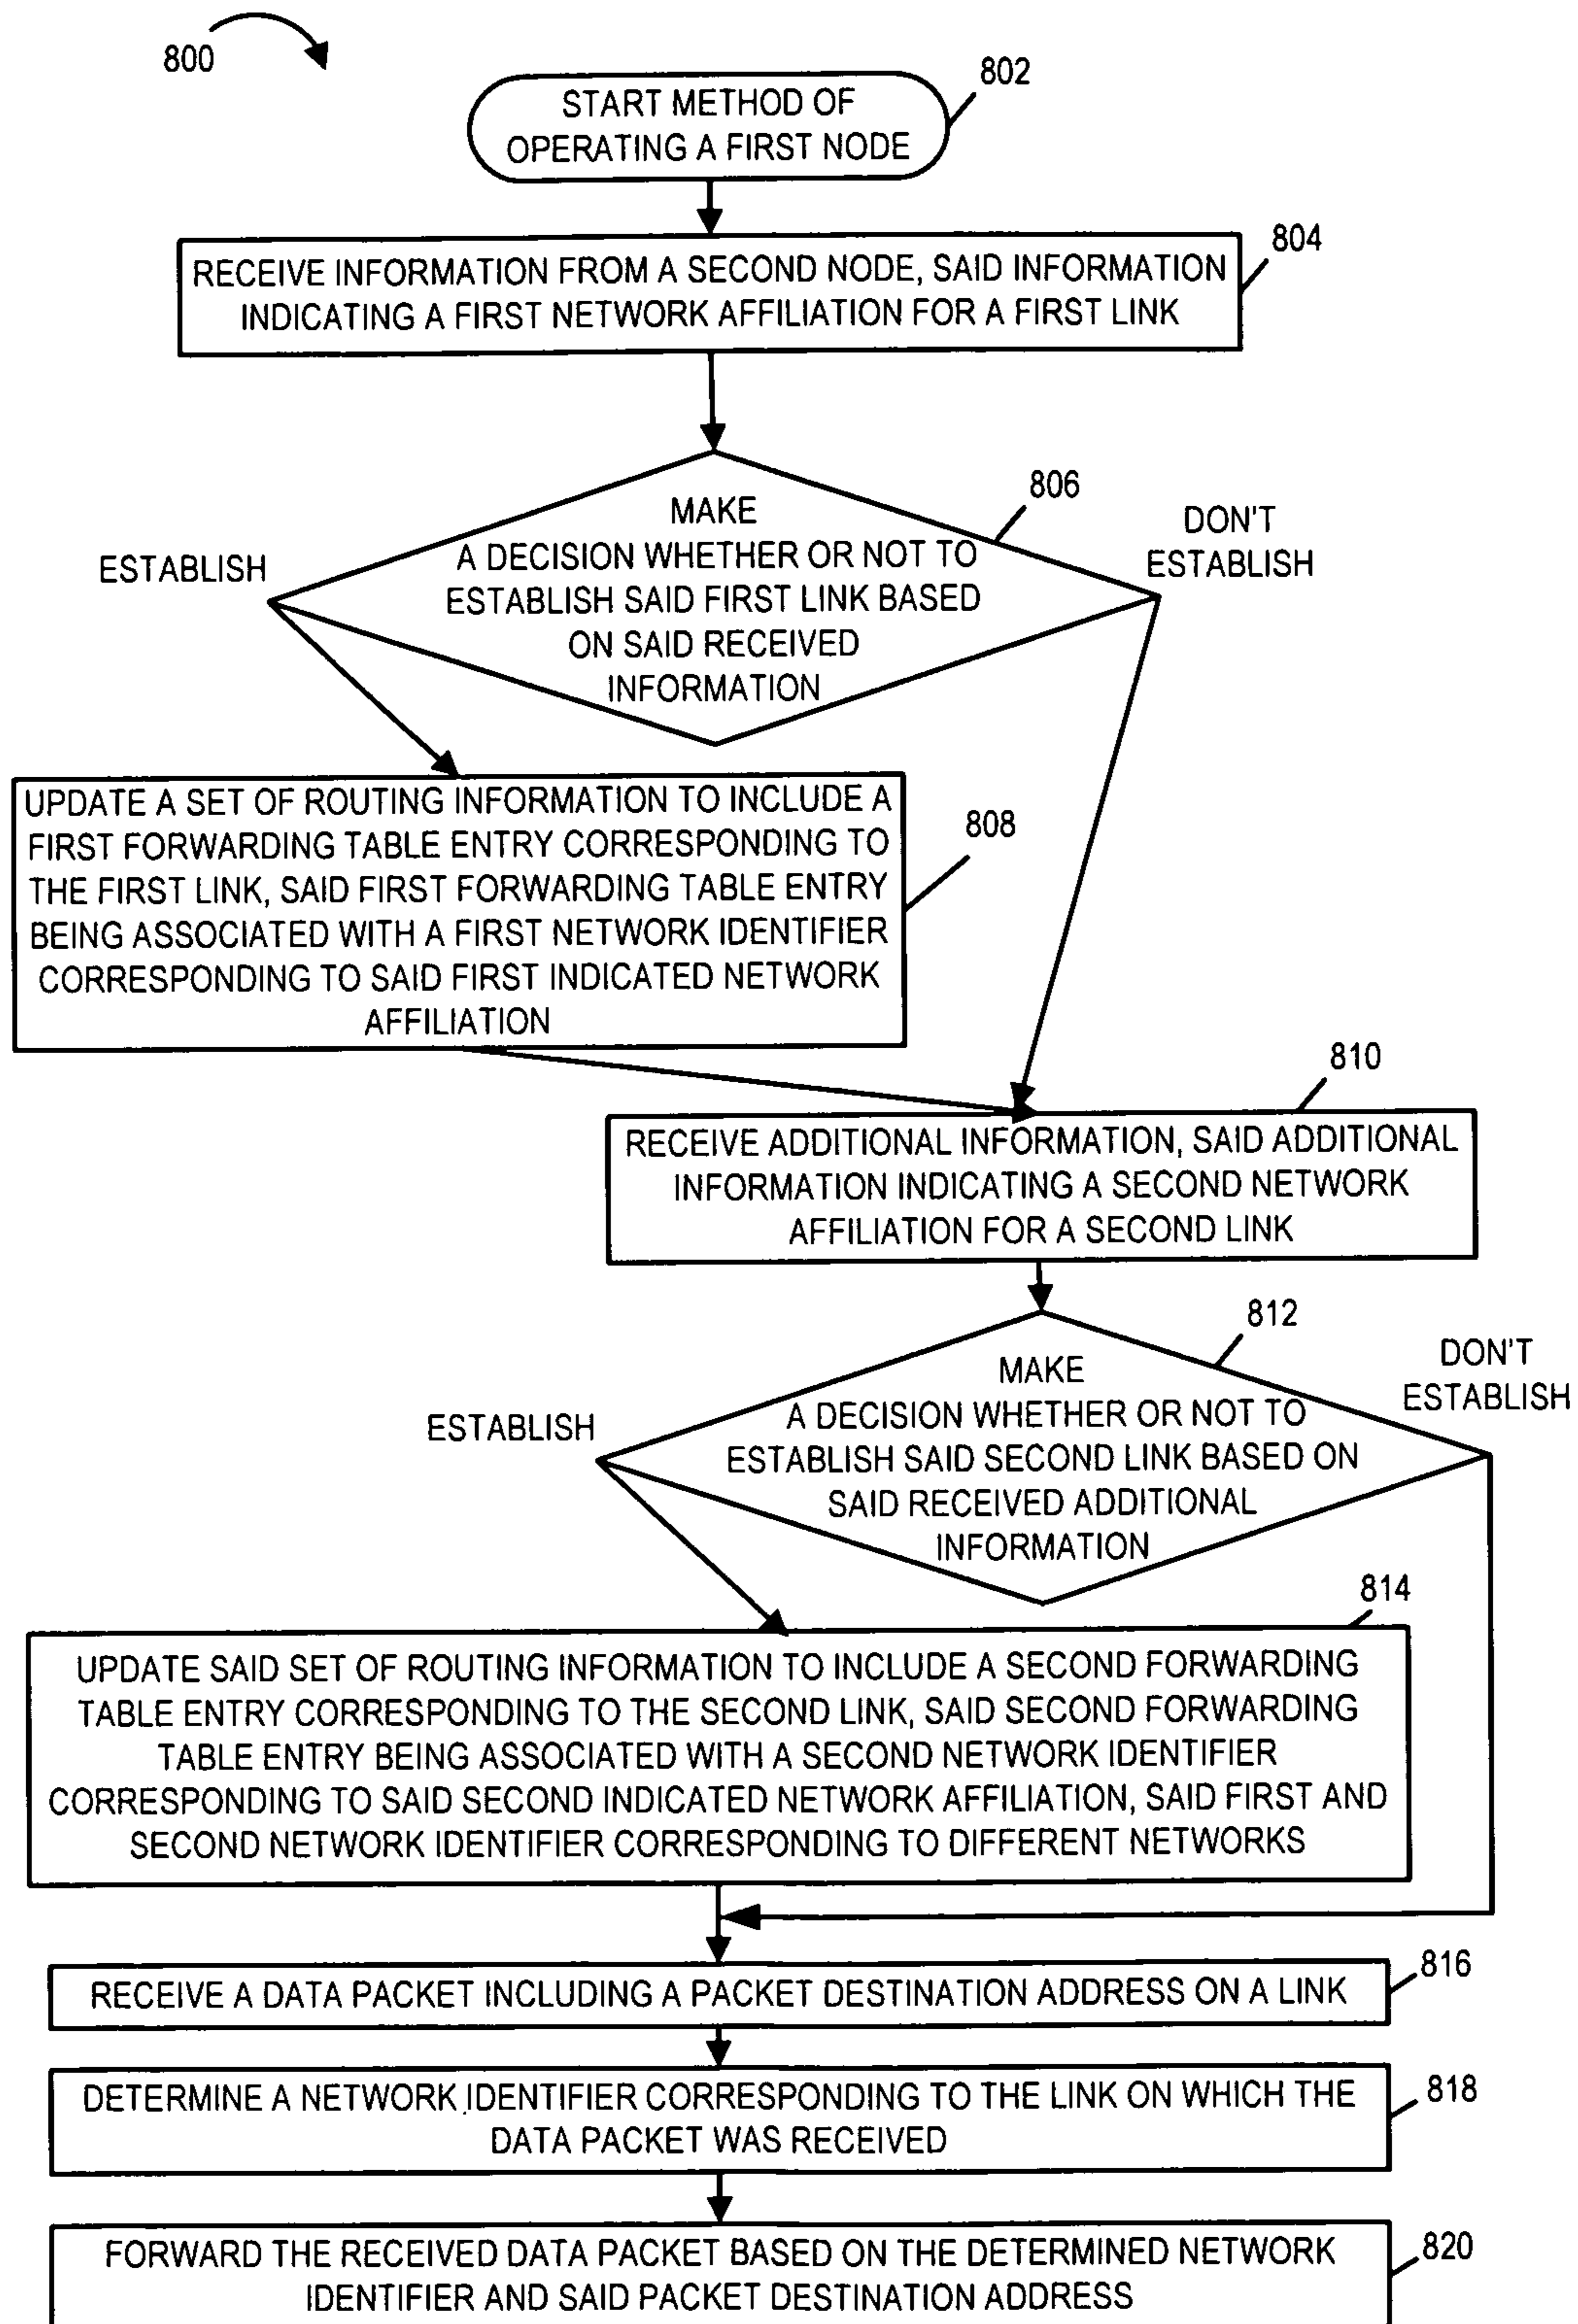 800
802
START METHOD OF
OPERATING A FIRST NODE
804
RECEIVE INFORMATION FROM A SECOND NODE, SAID INFORMATION
INDICATING A FIRST NETWORK AFFILIATION FOR A FIRST LINK
806
MAKE
A DECISION WHETHER OR NOT TO
ESTABLISH SAID FIRST LINK BASED
ON SAID RECEIVED
INFORMATION
ESTABLISH
DON'T
ESTABLISH
UPDATE A SET OF ROUTING INFORMATION TO INCLUDE A
FIRST FORWARDING TABLE ENTRY CORRESPONDING TO
THE FIRST LINK, SAID FIRST FORWARDING TABLE ENTRY
BEING ASSOCIATED WITH A FIRST NETWORK IDENTIFIER
CORRESPONDING TO SAID FIRST INDICATED NETWORK
AFFILIATION
808
810
RECEIVE ADDITIONAL INFORMATION, SAID ADDITIONAL
INFORMATION INDICATING A SECOND NETWORK
AFFILIATION FOR A SECOND LINK
812
MAKE
A DECISION WHETHER OR NOT TO
ESTABLISH SAID SECOND LINK BASED ON
SAID RECEIVED ADDITIONAL
INFORMATION
ESTABLISH
DON'T
ESTABLISH
814
UPDATE SAID SET OF ROUTING INFORMATION TO INCLUDE A SECOND FORWARDING
TABLE ENTRY CORRESPONDING TO THE SECOND LINK, SAID SECOND FORWARDING
TABLE ENTRY BEING ASSOCIATED WITH A SECOND NETWORK IDENTIFIER
CORRESPONDING TO SAID SECOND INDICATED NETWORK AFFILIATION, SAID FIRST AND
SECOND NETWORK IDENTIFIER CORRESPONDING TO DIFFERENT NETWORKS
RECEIVE A DATA PACKET INCLUDING A PACKET DESTINATION ADDRESS ON A LINK
816
DETERMINE A NETWORK IDENTIFIER CORRESPONDING TO THE LINK ON WHICH THE
DATA PACKET WAS RECEIVED
818
FORWARD THE RECEIVED DATA PACKET BASED ON THE DETERMINED NETWORK
IDENTIFIER AND SAID PACKET DESTINATION ADDRESS
820